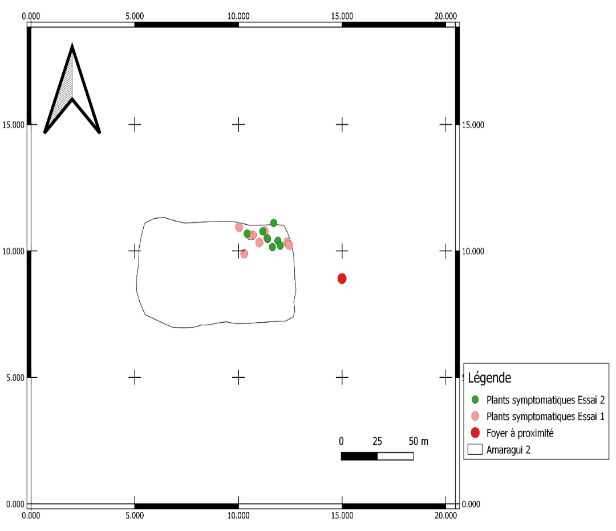 0.000 5.000 10.000 15.000 20.000
15.000 15.000
10.000 10.000
5.000 5.000
Légende
Plants symptomatiques Essai 2
Plants symptomatiques Essai 1
Foyer à proximité
Amaragui 2
0 25 50 m
0.000 0.000
0.000 5.000 10.000 15.000 20.000